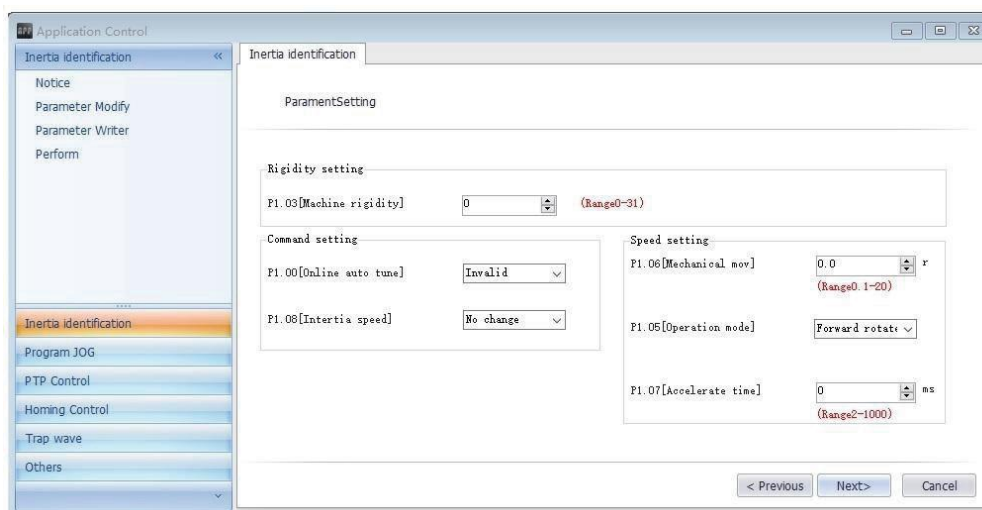 APP Application Control
Inertia identification «
Notice
Parameter Modify
Parameter Writer
Perform
Inertia identification
Program JOG
PTP Control
Homing Control
Trap wave
Others
Inertia identification
ParamentSetting
Rigidity setting
P1.03[Machine rigidity] 0 (Range0-31)
Command setting
P1.00[Online auto tune] Invalid
P1.08[Intertia speed] No change
Speed setting
P1.06[Mechanical mov] 0.0 r
(Range0.1-20)
P1.05[Operation mode] Forward rotate
P1.07[Accelerate time] 0 ms
(Range2-1000)
< Previous Next> Cancel